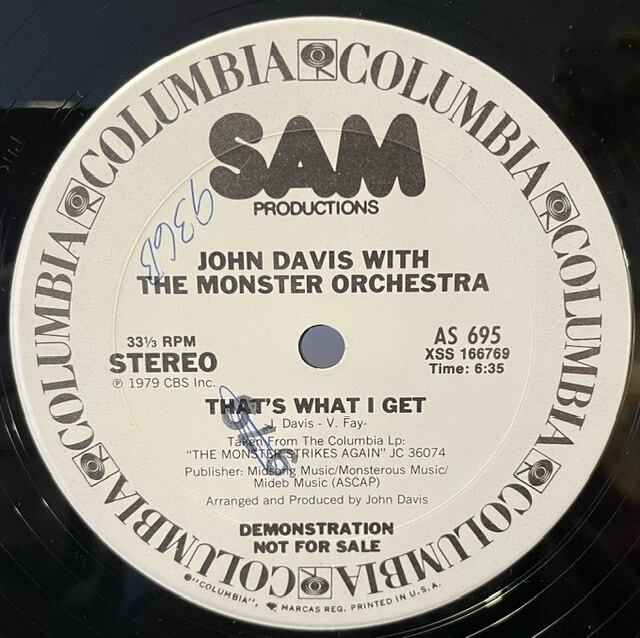 COLUMBIA COLUMBIA COLUMBIA COLUMBIA COLUMBIA COLUMBIA COLUMBIA COLUMBIA
SAM
PRODUCTIONS
936B
JOHN DAVIS WITH
THE MONSTER ORCHESTRA
33⅓ RPM
STEREO
℗ 1979 CBS Inc.
AS 695
XSS 166769
Time: 6:35
THAT'S WHAT I GET
J. Davis - V. Fay-
Taken From The Columbia Lp:
"THE MONSTER STRIKES AGAIN" JC 36074
Publisher: Midsong Music/Monsterous Music/
Mideb Music (ASCAP)
Arranged and Produced by John Davis
DEMONSTRATION
NOT FOR SALE
"COLUMBIA", MARCAS REG. PRINTED IN U.S.A.